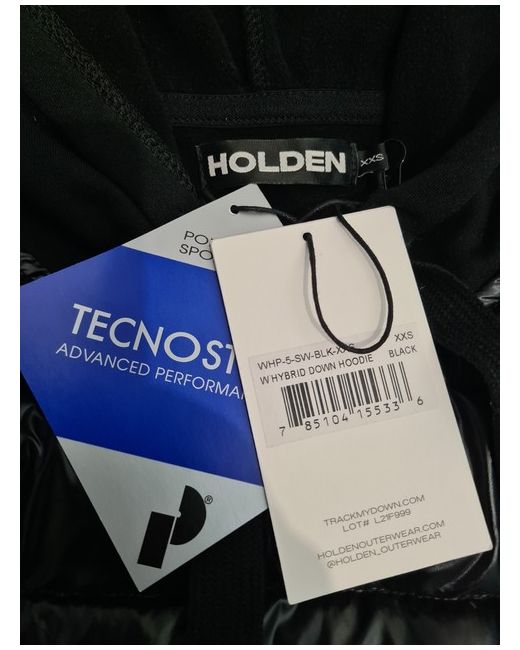 HOLDEN
XXS
TECNOST
ADVANCED PERFORMA
WHP-5-SW-BLK-XXS XXS
W HYBRID DOWN HOODIE BLACK
7 85104 15533 6
TRACKMYDOWN.COM
LOT# L21F999
HOLDENOUTERWEAR.COM
@HOLDEN_OUTERWEAR
®